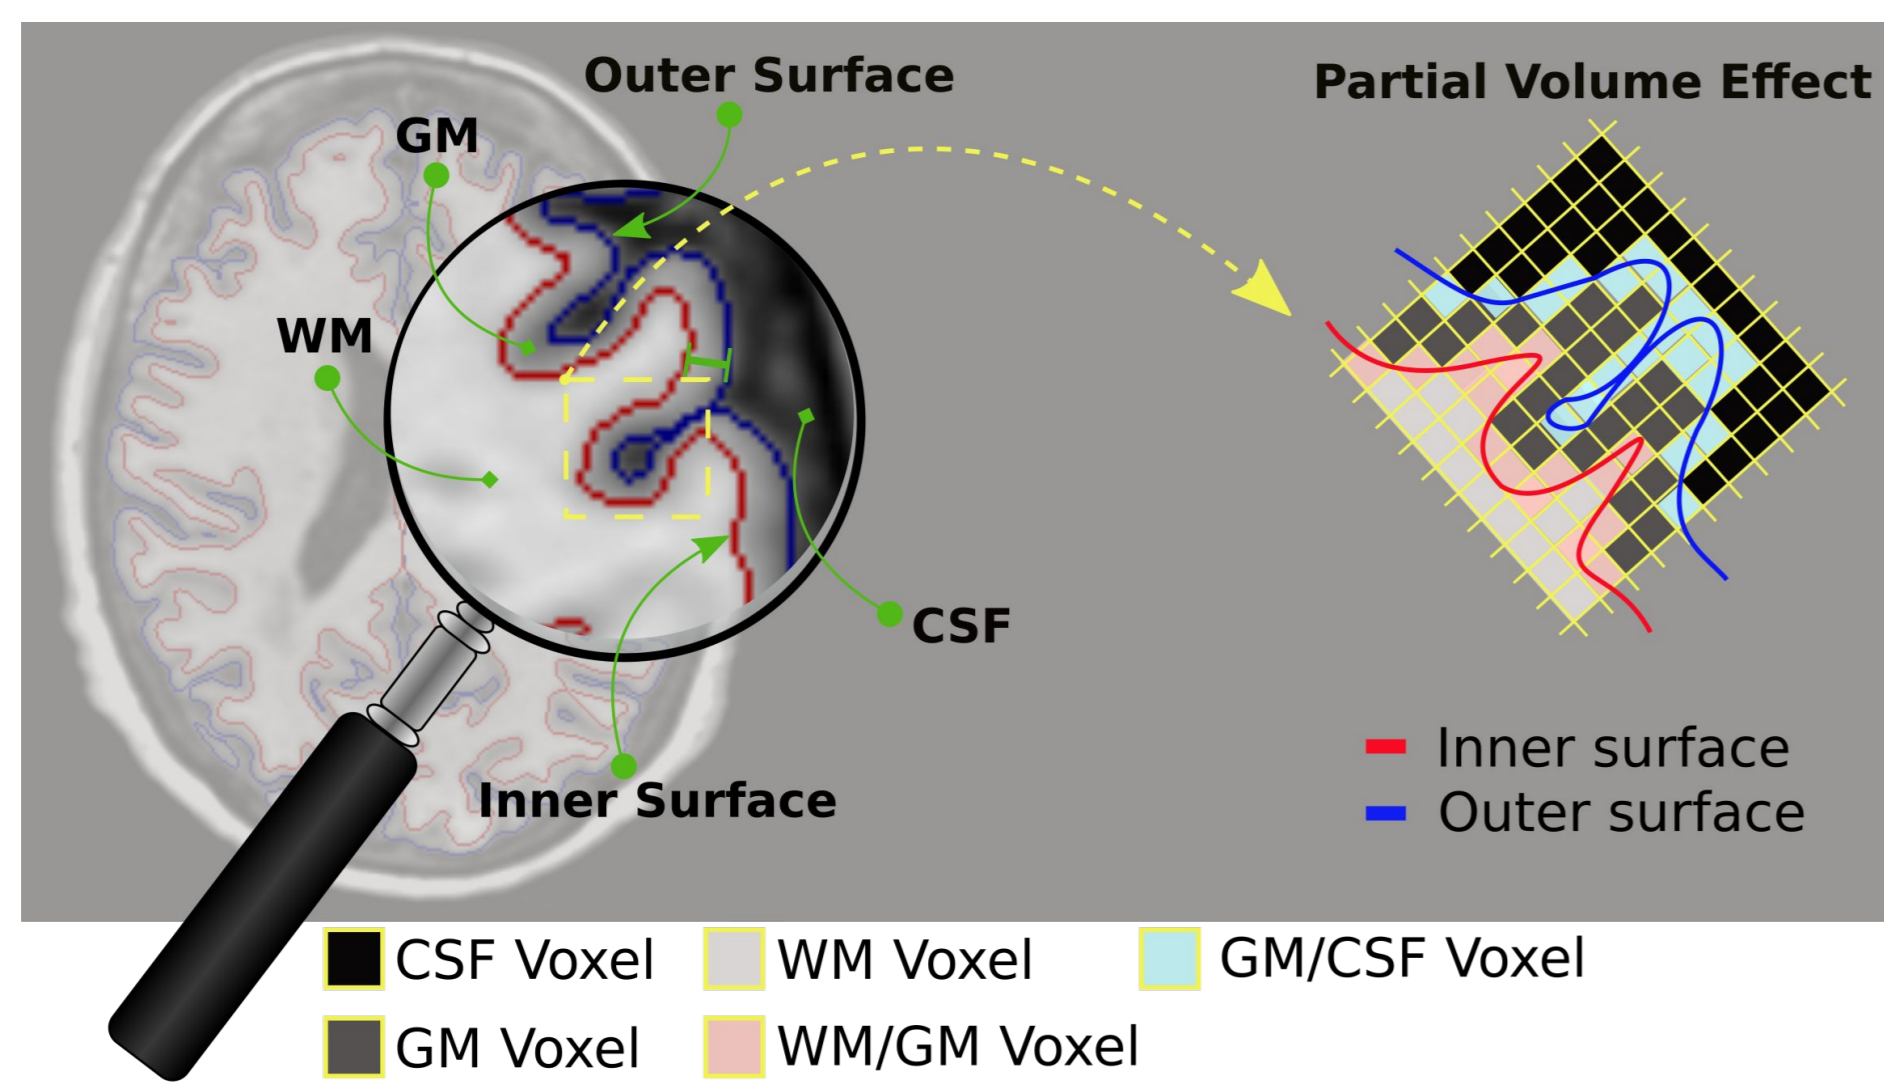 Outer Surface
Partial Volume Effect
GM
WM
CSF
Inner Surface
Inner surface
Outer surface
CSF Voxel
WM Voxel
GM/CSF Voxel
GM Voxel
WM/GM Voxel